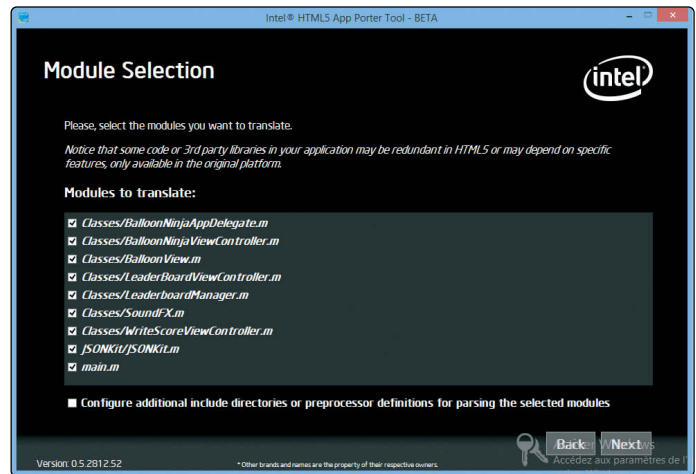 Intel® HTML5 App Porter Tool - BETA
Module Selection
intel
Please, select the modules you want to translate.
Notice that some code or 3rd party libraries in your application may be redundant in HTML5 or may depend on specific
features, only available in the original platform.
Modules to translate:
Classes/BalloonNinjaAppDelegate.m
Classes/BalloonNinjaViewController.m
Classes/BalloonView.m
Classes/LeaderBoardViewController.m
Classes/LeaderboardManager.m
Classes/SoundFX.m
Classes/WriteScoreViewController.m
JSONKit/JSONKit.m
main.m
Configure additional include directories or preprocessor definitions for parsing the selected modules
Back Next
Accédez aux paramètres de l'
Version: 0.5.2812.52
* Other brands and names are the property of their respective owners.